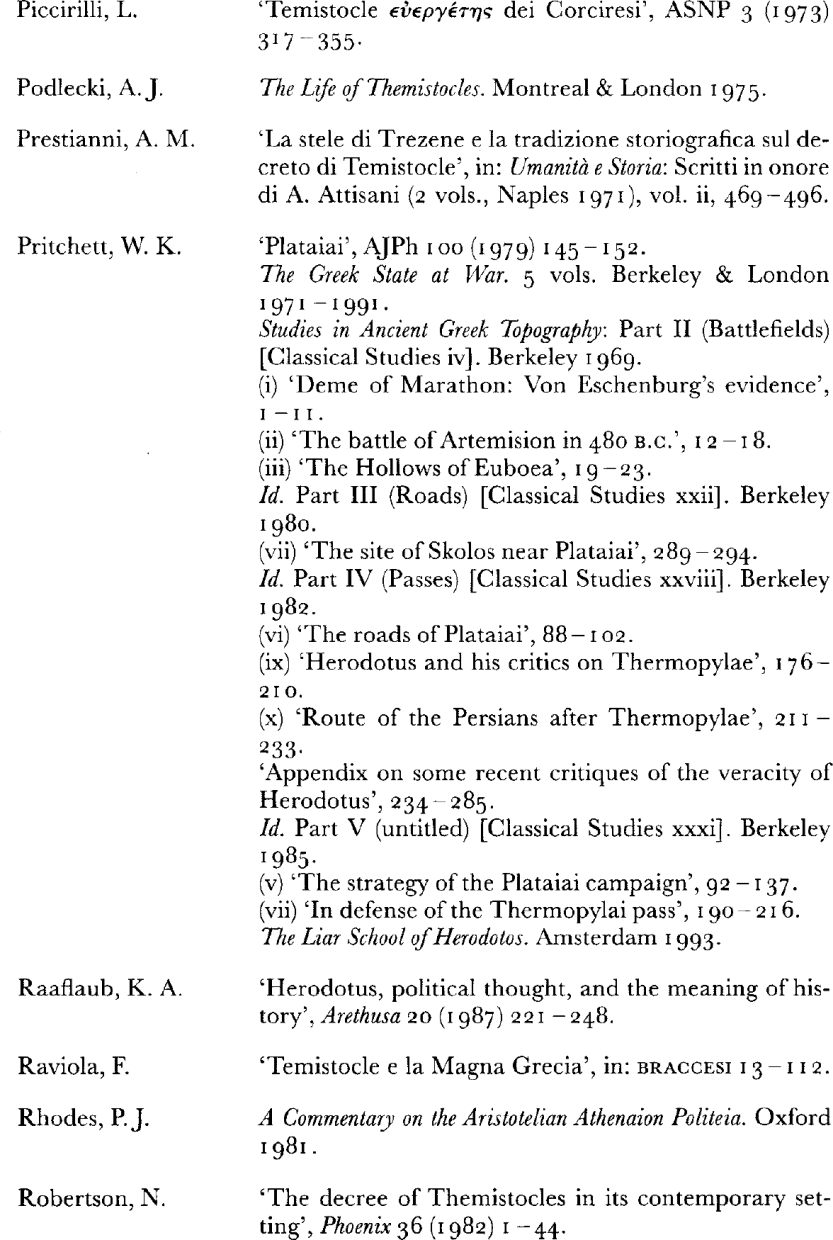 Piccirilli, L. 'Temistocle εὐεργέτης dei Corciresi', ASNP 3 (1973)
317–355.
Podlecki, A. J. The Life of Themistocles. Montreal & London 1975.
Prestianni, A. M. 'La stele di Trezene e la tradizione storiografica sul de-
creto di Temistocle', in: Umanità e Storia: Scritti in onore
di A. Attisani (2 vols., Naples 1971), vol. ii, 469–496.
Pritchett, W. K. 'Plataiai', AJPh 100 (1979) 145–152.
The Greek State at War. 5 vols. Berkeley & London
1971–1991.
Studies in Ancient Greek Topography: Part II (Battlefields)
[Classical Studies iv]. Berkeley 1969.
(i) 'Deme of Marathon: Von Eschenburg's evidence',
1–11.
(ii) 'The battle of Artemision in 480 B.C.', 12–18.
(iii) 'The Hollows of Euboea', 19–23.
Id. Part III (Roads) [Classical Studies xxii]. Berkeley
1980.
(vii) 'The site of Skolos near Plataiai', 289–294.
Id. Part IV (Passes) [Classical Studies xxviii]. Berkeley
1982.
(vi) 'The roads of Plataiai', 88–102.
(ix) 'Herodotus and his critics on Thermopylae', 176–
210.
(x) 'Route of the Persians after Thermopylae', 211–
233.
'Appendix on some recent critiques of the veracity of
Herodotus', 234–285.
Id. Part V (untitled) [Classical Studies xxxi]. Berkeley
1985.
(v) 'The strategy of the Plataiai campaign', 92–137.
(vii) 'In defense of the Thermopylai pass', 190–216.
The Liar School of Herodotos. Amsterdam 1993.
Raaflaub, K. A. 'Herodotus, political thought, and the meaning of his-
tory', Arethusa 20 (1987) 221–248.
Raviola, F. 'Temistocle e la Magna Grecia', in: BRACCESI 13–112.
Rhodes, P. J. A Commentary on the Aristotelian Athenaion Politeia. Oxford
1981.
Robertson, N. 'The decree of Themistocles in its contemporary set-
ting', Phoenix 36 (1982) 1–44.